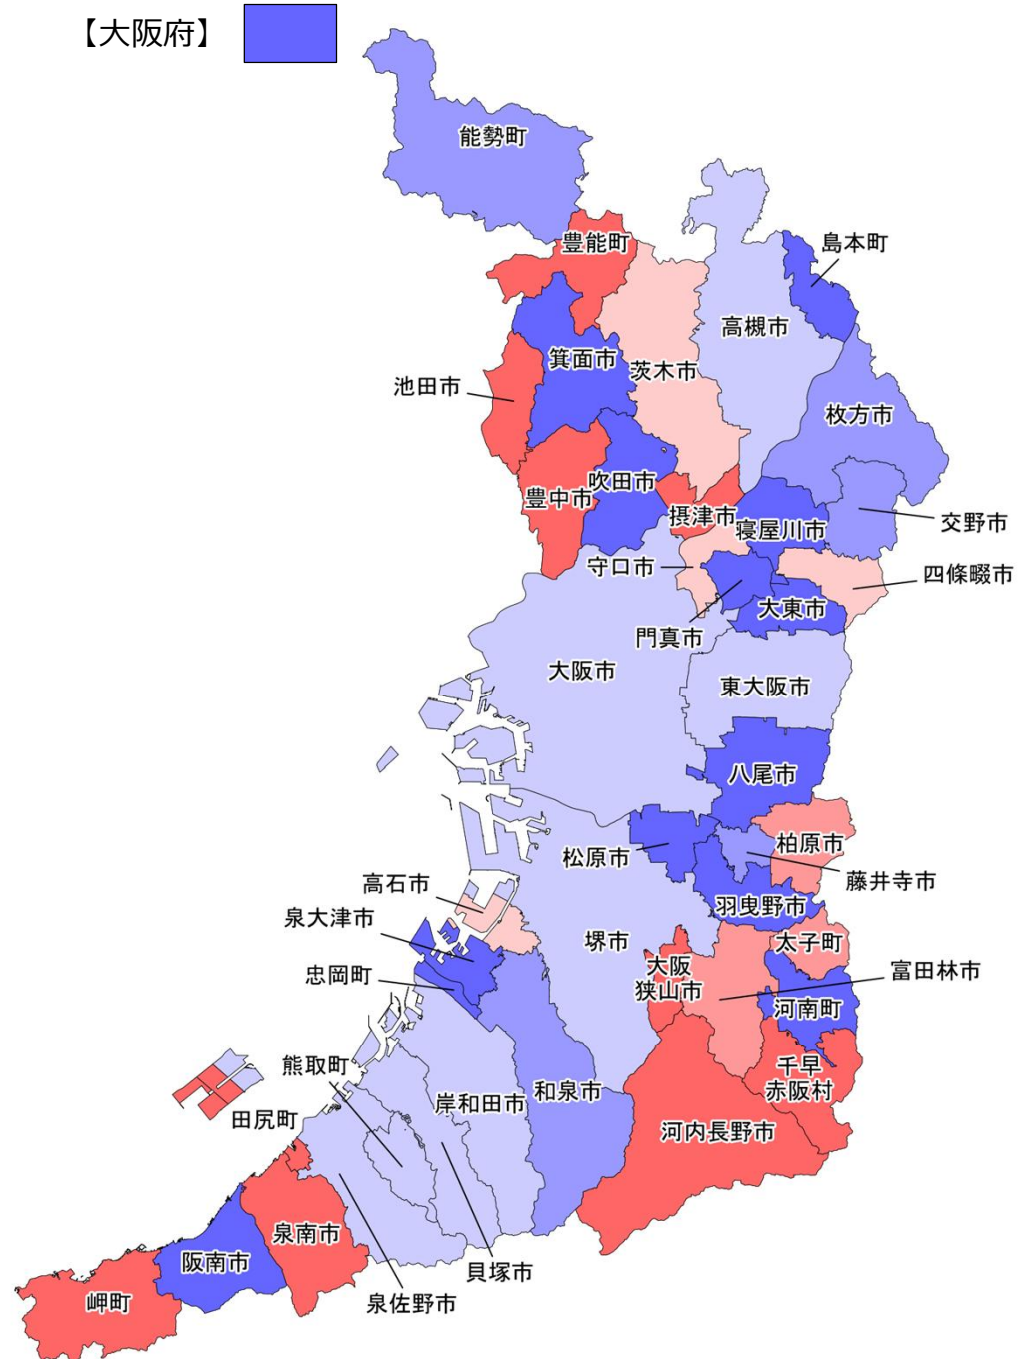 【大阪府】
能勢町
豊能町
島本町
高槻市
箕面市
茨木市
池田市
枚方市
吹田市
豊中市
摂津市
寝屋川市
交野市
守口市
四條畷市
大東市
門真市
大阪市
東大阪市
八尾市
松原市
柏原市
藤井寺市
高石市
羽曳野市
泉大津市
堺市
太子町
大阪
狭山市
富田林市
忠岡町
河南町
熊取町
千早
赤阪村
和泉市
岸和田市
田尻町
河内長野市
泉南市
阪南市
貝塚市
泉佐野市
岬町